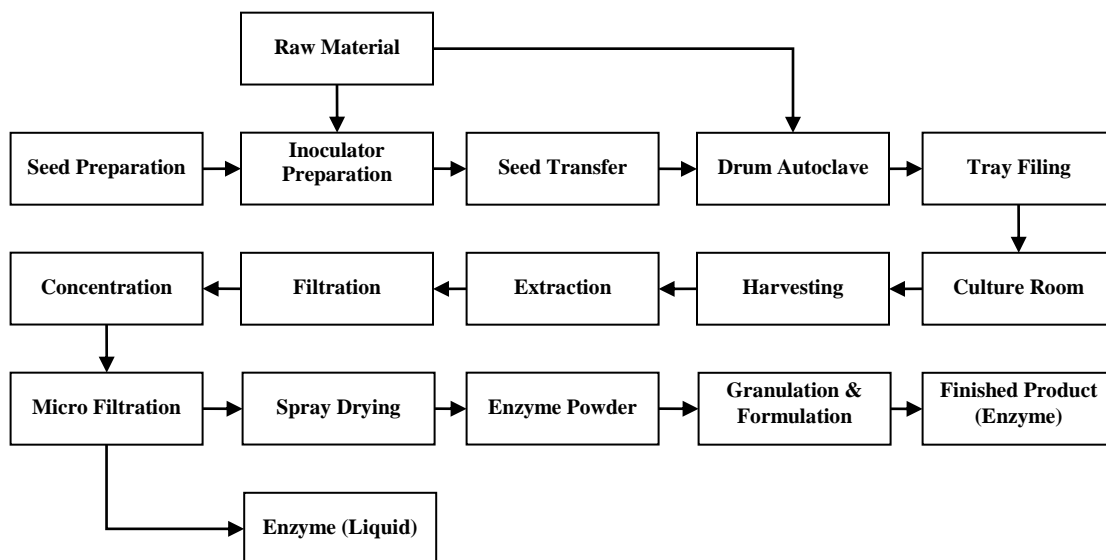 Raw Material
Seed Preparation
Inoculator
Preparation
Seed Transfer
Drum Autoclave
Tray Filing
Concentration
Filtration
Extraction
Harvesting
Culture Room
Micro Filtration
Spray Drying
Enzyme Powder
Granulation &
Formulation
Finished Product
(Enzyme)
Enzyme (Liquid)